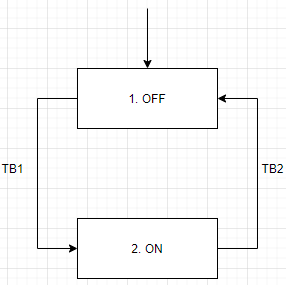 1. OFF
TB1
TB2
2. ON